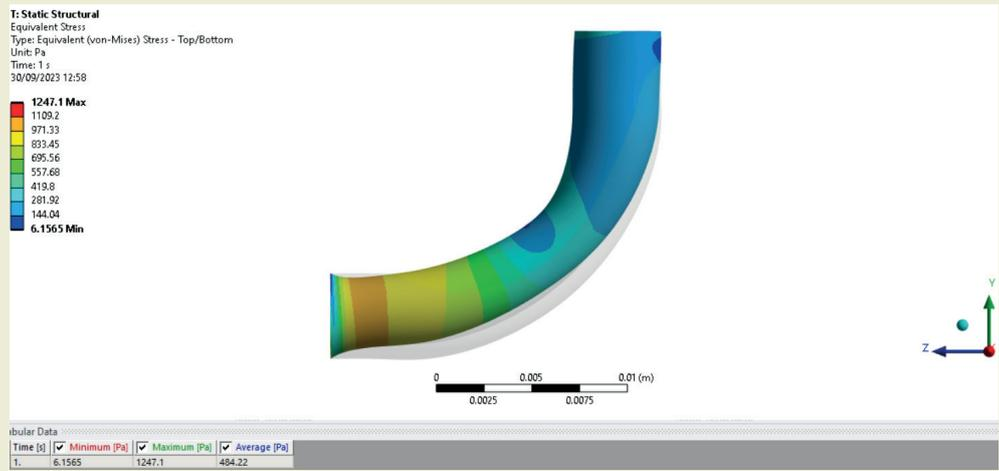 T: Static Structural
Equivalent Stress
Type: Equivalent (von-Mises) Stress - Top/Bottom
Unit: Pa
Time: 1 s
30/09/2023 12:58
1247.1 Max
1109.2
971.33
833.45
695.56
557.68
419.8
281.92
144.04
6.1565 Min
Y
Z
0 0.005 0.01 (m)
0.0025 0.0075
bular Data
Time [s] Minimum [Pa] Maximum [Pa] Average [Pa]
1. 6.1565 1247.1 484.22